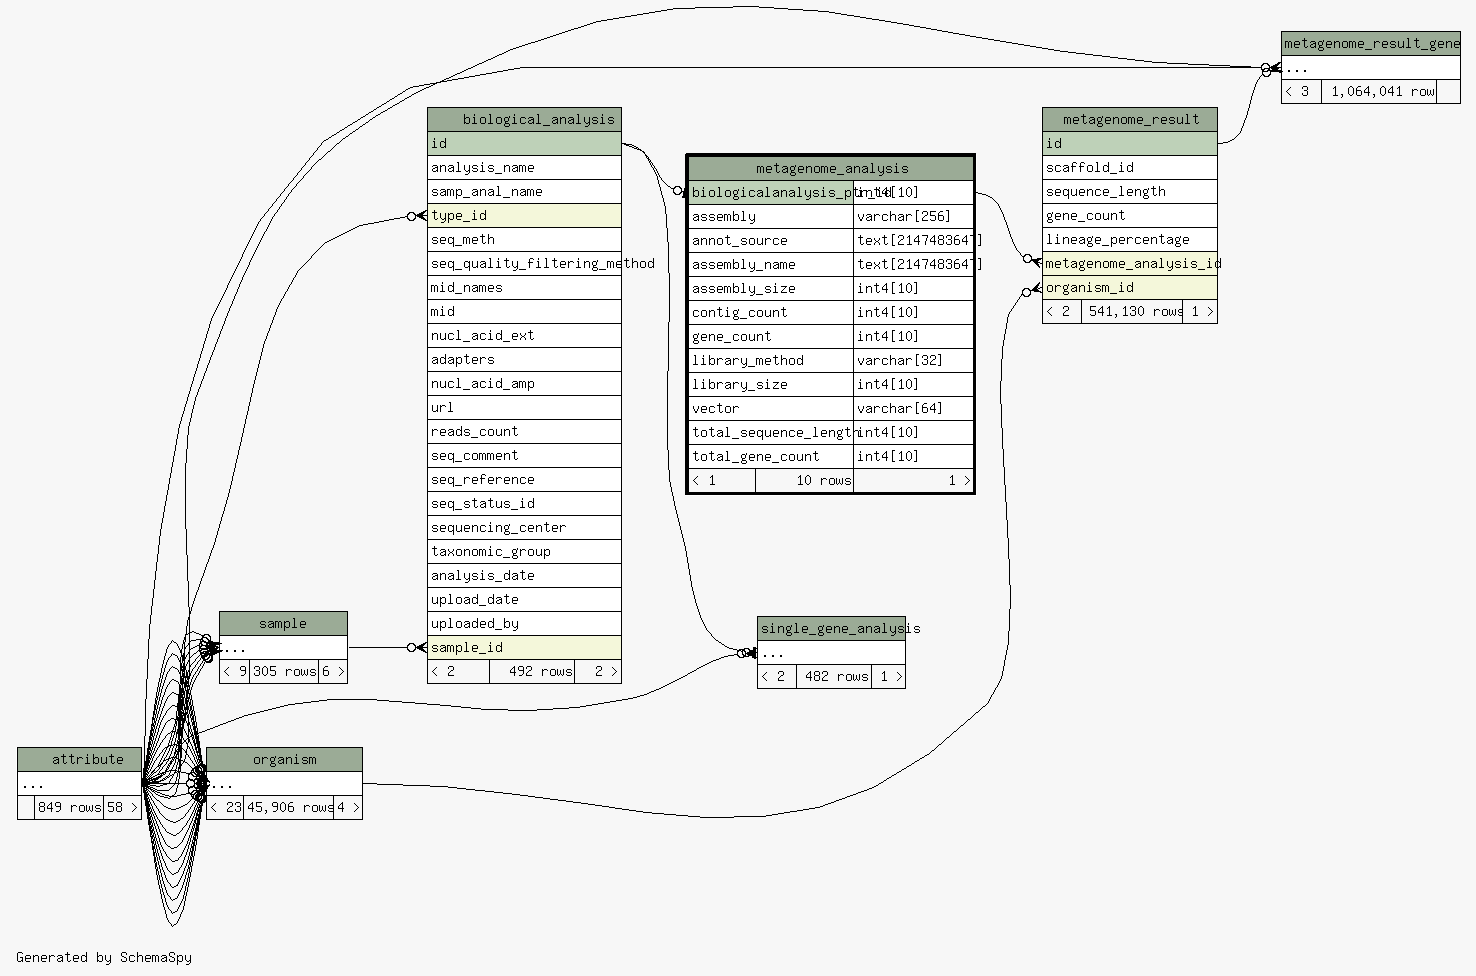 metagenome_result_gene
...
< 3 1,064,041 row
biological_analysis
id
analysis_name
samp_anal_name
type_id
seq_meth
seq_quality_filtering_method
mid_names
mid
nucl_acid_ext
adapters
nucl_acid_amp
url
reads_count
seq_comment
seq_reference
seq_status_id
sequencing_center
taxonomic_group
analysis_date
upload_date
uploaded_by
sample_id
< 2 492 rows 2 >
metagenome_analysis
biologicalanalysis_ptr_id int4[10]
assembly varchar[256]
annot_source text[2147483647]
assembly_name text[2147483647]
assembly_size int4[10]
contig_count int4[10]
gene_count int4[10]
library_method varchar[32]
library_size int4[10]
vector varchar[64]
total_sequence_length int4[10]
total_gene_count int4[10]
< 1 10 rows 1 >
metagenome_result
id
scaffold_id
sequence_length
gene_count
lineage_percentage
metagenome_analysis_id
organism_id
< 2 541,130 rows 1 >
sample
...
< 9 305 rows 6 >
single_gene_analysis
...
< 2 482 rows 1 >
attribute
...
849 rows 58 >
organism
...
< 23 45,906 rows 4 >
Generated by SchemaSpy